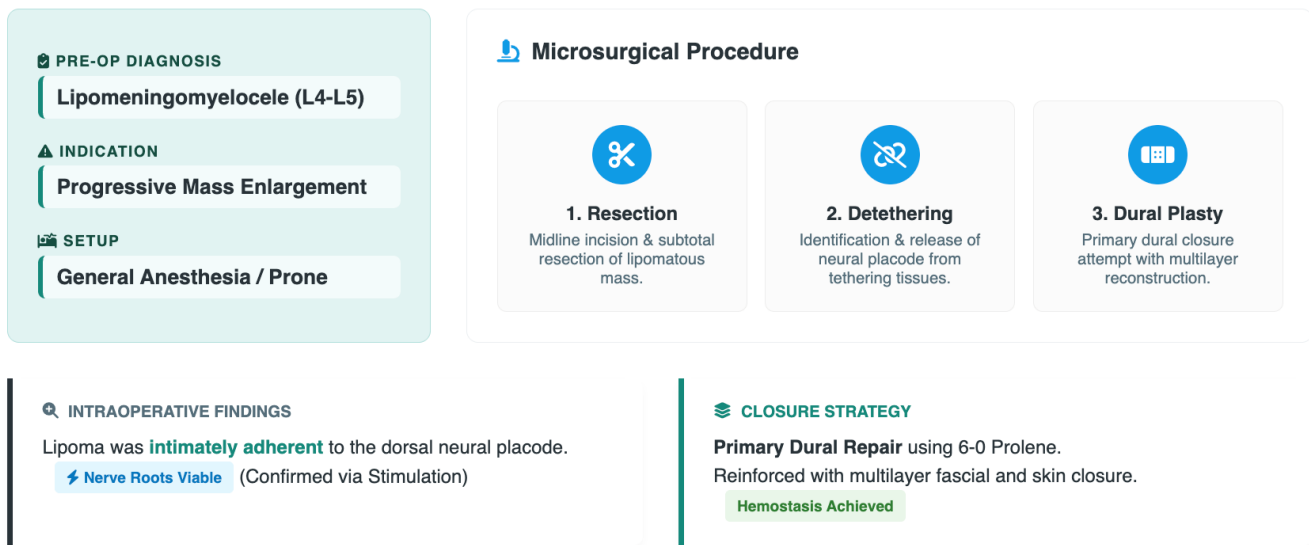 PRE-OP DIAGNOSIS
Lipomeningomyelocele (L4-L5)
INDICATION
Progressive Mass Enlargement
SETUP
General Anesthesia / Prone
Microsurgical Procedure
1. Resection
Midline incision & subtotal
resection of lipomatous
mass.
2. Detethering
Identification & release of
neural placode from
tethering tissues.
3. Dural Plasty
Primary dural closure
attempt with multilayer
reconstruction.
INTRAOPERATIVE FINDINGS
Lipoma was intimately adherent to the dorsal neural placode.
Nerve Roots Viable (Confirmed via Stimulation)
CLOSURE STRATEGY
Primary Dural Repair using 6-0 Prolene.
Reinforced with multilayer fascial and skin closure.
Hemostasis Achieved